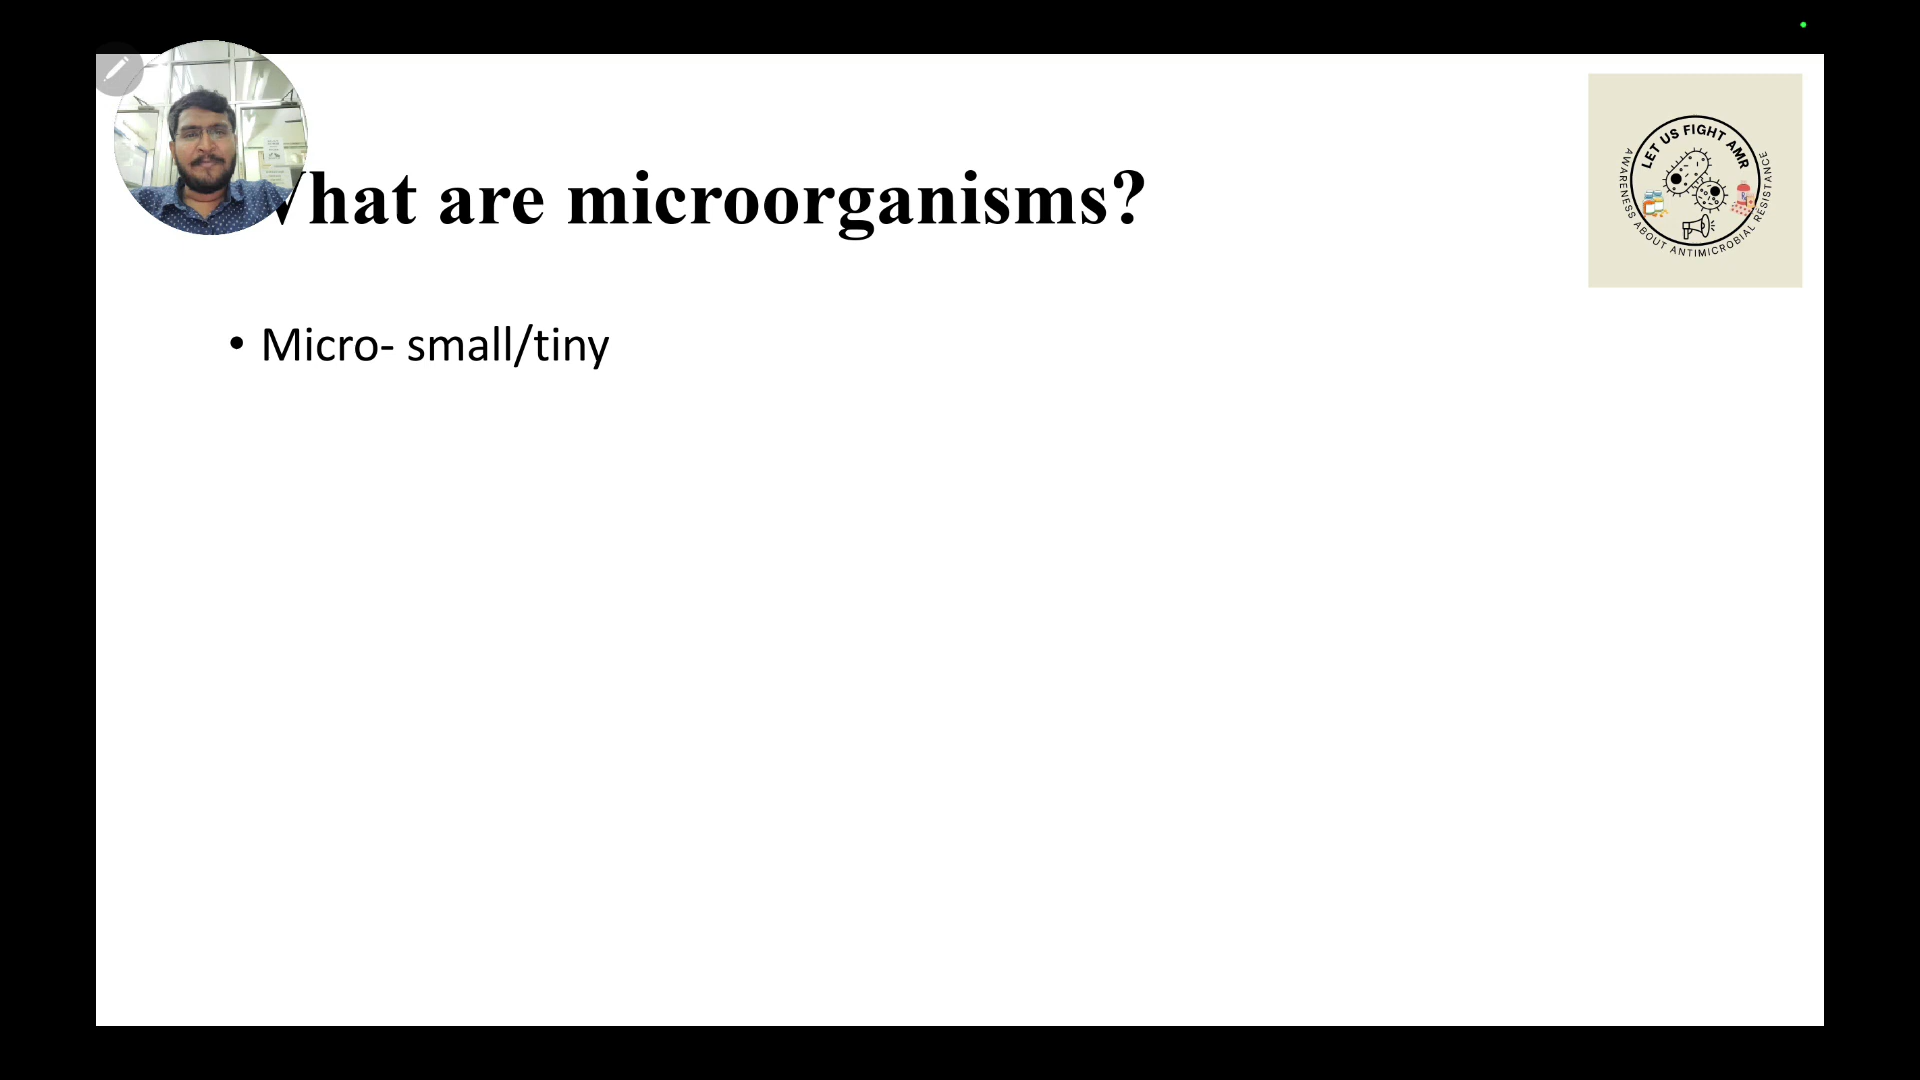 What are microorganisms?
• Micro- small/tiny
LET US FIGHT AMR
AWARENESS ABOUT ANTIMICROBIAL RESISTANCE